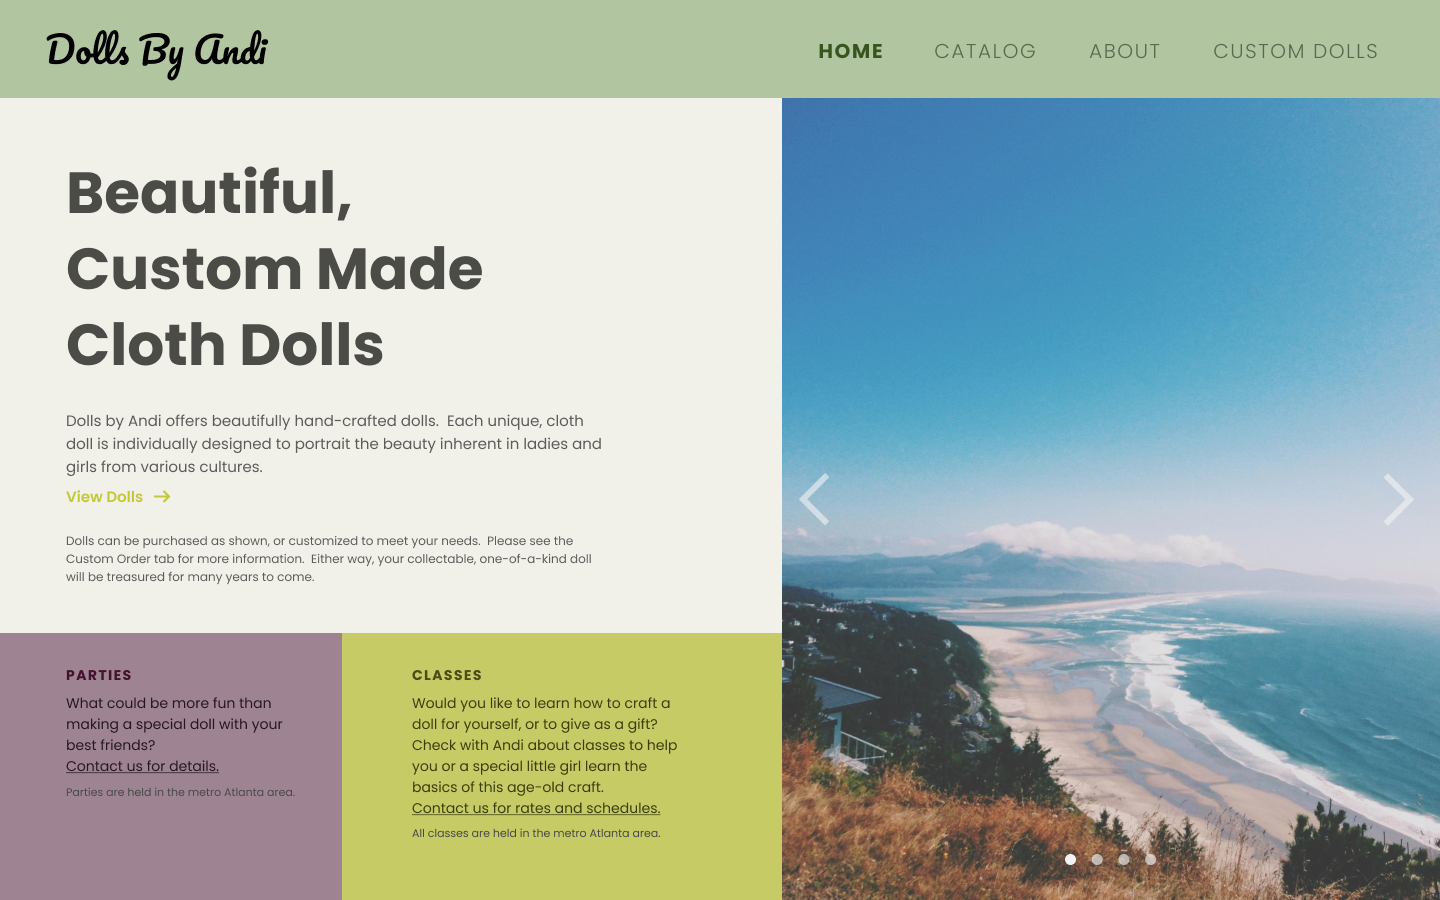 Dolls By Andi
HOME CATALOG ABOUT CUSTOM DOLLS
Beautiful,
Custom Made
Cloth Dolls
Dolls by Andi offers beautifully hand-crafted dolls.  Each unique, cloth
doll is individually designed to portrait the beauty inherent in ladies and
girls from various cultures.
View Dolls →
Dolls can be purchased as shown, or customized to meet your needs.  Please see the
Custom Order tab for more information.  Either way, your collectable, one-of-a-kind doll
will be treasured for many years to come.
PARTIES
What could be more fun than
making a special doll with your
best friends?
Contact us for details.
Parties are held in the metro Atlanta area.
CLASSES
Would you like to learn how to craft a
doll for yourself, or to give as a gift?
Check with Andi about classes to help
you or a special little girl learn the
basics of this age-old craft.
Contact us for rates and schedules.
All classes are held in the metro Atlanta area.